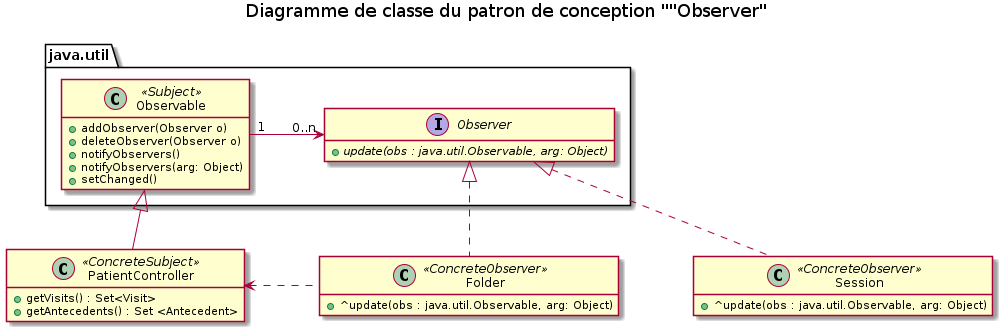 Diagramme de classe du patron de conception ""Observer"
java.util
C
«Subject»
Observable
addObserver(Observer o)
deleteObserver(Observer o)
notifyObservers()
notifyObservers(arg: Object)
setChanged()
1
0..n
I
Observer
update(obs : java.util.Observable, arg: Object)
C
«ConcreteSubject»
PatientController
getVisits() : Set<Visit>
getAntecedents() : Set <Antecedent>
C
«ConcreteObserver»
Folder
^update(obs : java.util.Observable, arg: Object)
C
«ConcreteObserver»
Session
^update(obs : java.util.Observable, arg: Object)